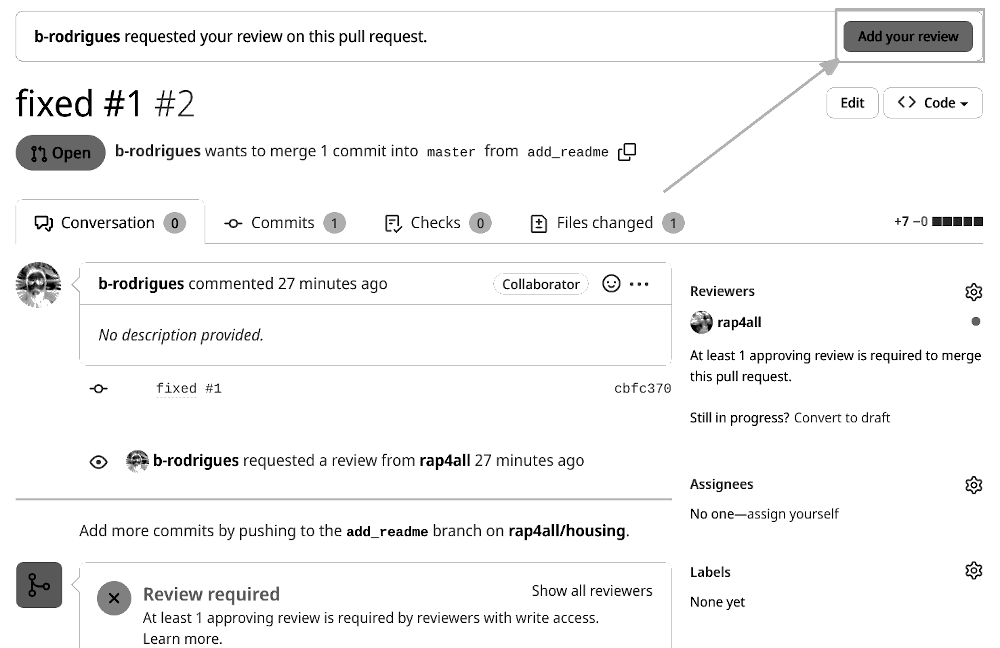 b-rodrigues requested your review on this pull request.
Add your review
fixed #1 #2
Edit
<> Code
Open
b-rodrigues wants to merge 1 commit into master from add_readme
Conversation 0
Commits 1
Checks 0
Files changed 1
+7 −0
b-rodrigues commented 27 minutes ago
Collaborator
No description provided.
fixed #1
cbfc370
b-rodrigues requested a review from rap4all 27 minutes ago
Add more commits by pushing to the add_readme branch on rap4all/housing.
Review required
Show all reviewers
At least 1 approving review is required by reviewers with write access.
Learn more.
Reviewers
rap4all
At least 1 approving review is required to merge
this pull request.
Still in progress? Convert to draft
Assignees
No one—assign yourself
Labels
None yet